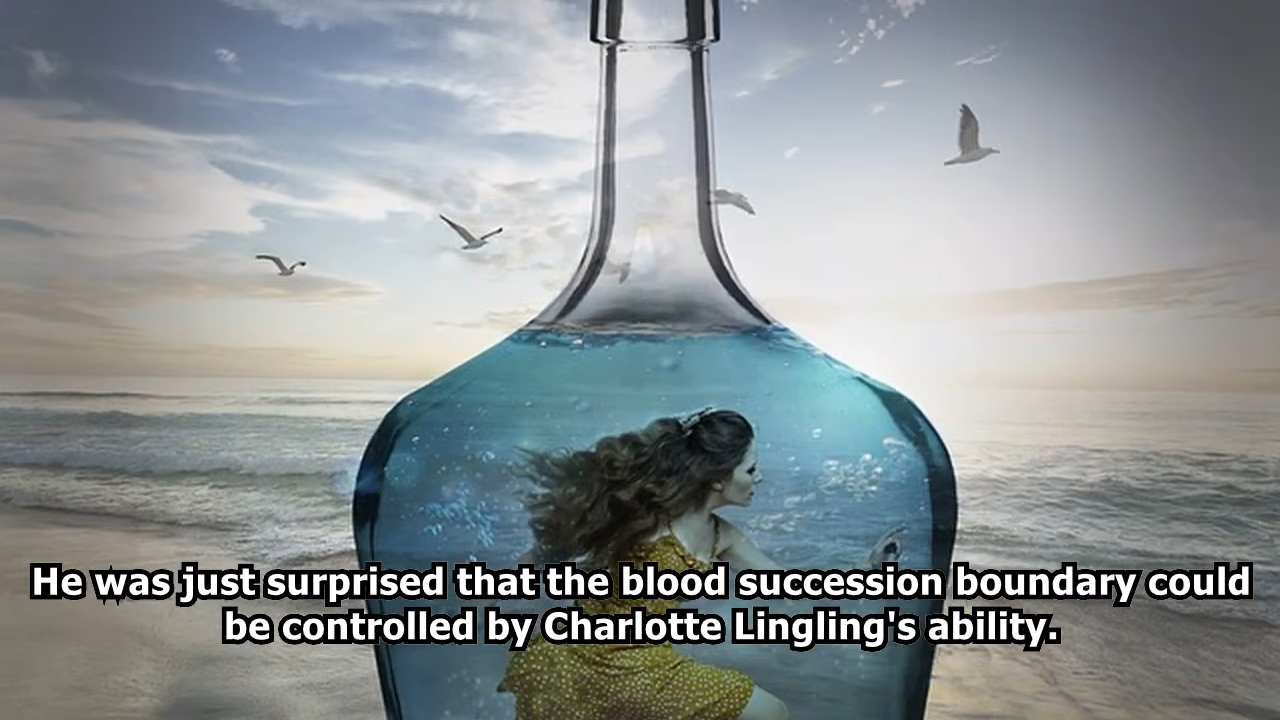 He was just surprised that the blood succession boundary could
be controlled by Charlotte Lingling's ability.